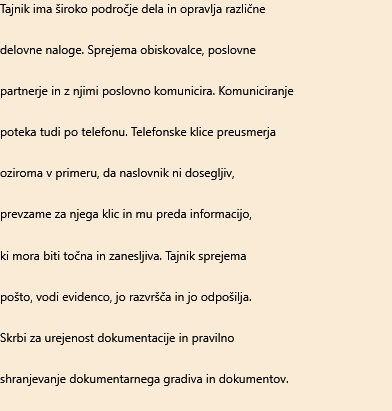 Tajnik ima široko področje dela in opravlja različne
delovne naloge. Sprejema obiskovalce, poslovne
partnerje in z njimi poslovno komunicira. Komuniciranje
poteka tudi po telefonu. Telefonske klice preusmerja
oziroma v primeru, da naslovnik ni dosegljiv,
prevzame za njega klic in mu preda informacijo,
ki mora biti točna in zanesljiva. Tajnik sprejema
pošto, vodi evidenco, jo razvršča in jo odpošilja.
Skrbi za urejenost dokumentacije in pravilno
shranjevanje dokumentarnega gradiva in dokumentov.